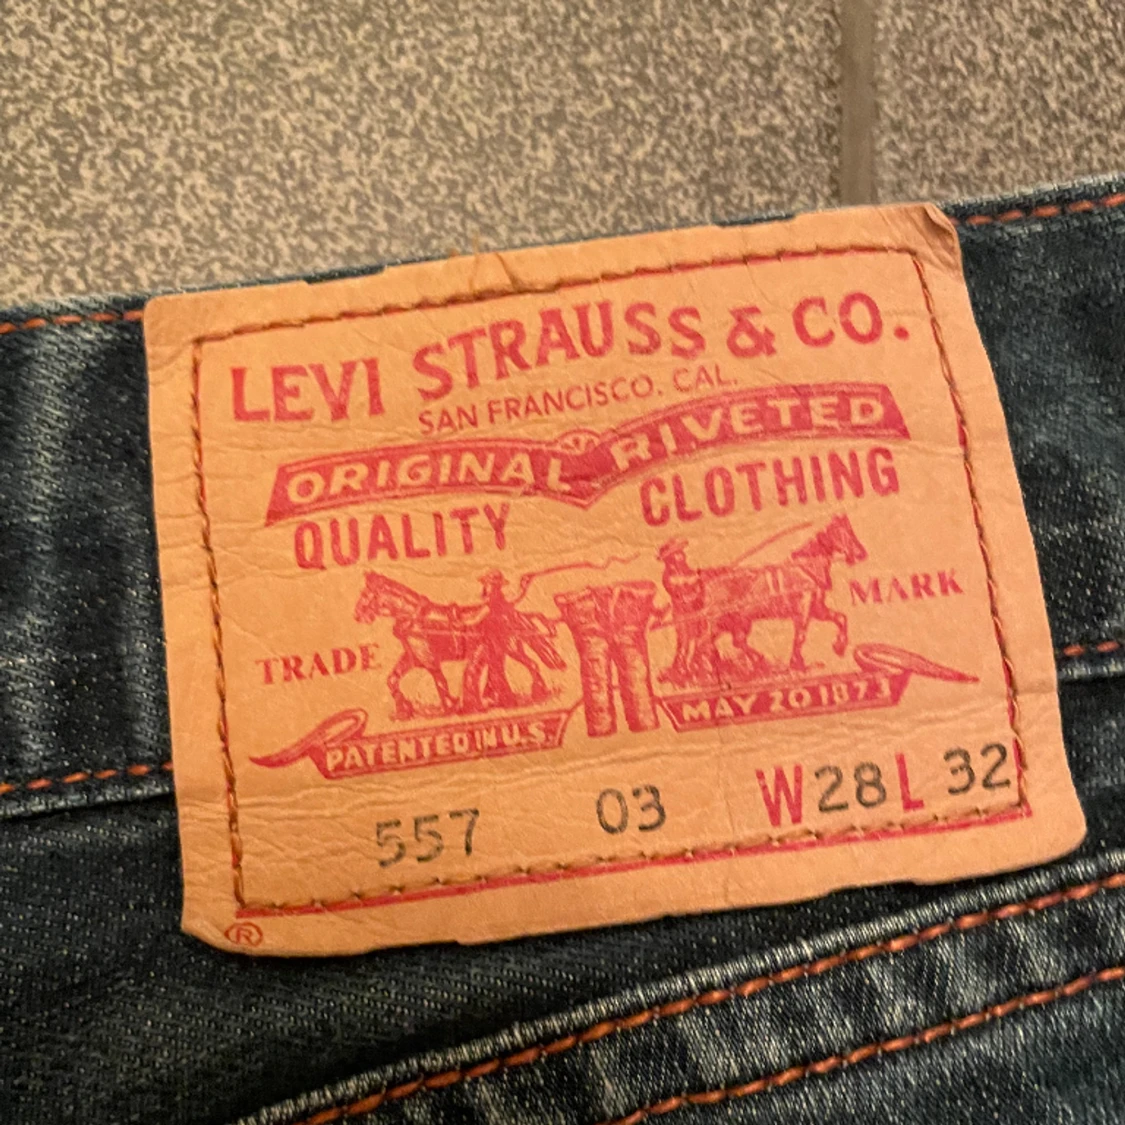 LEVI STRAUSS & CO.
SAN FRANCISCO. CAL.
ORIGINAL RIVETED
QUALITY CLOTHING
TRADE MARK
PATENTED IN U.S. MAY 20 1873
557 03 W28 L 32
®